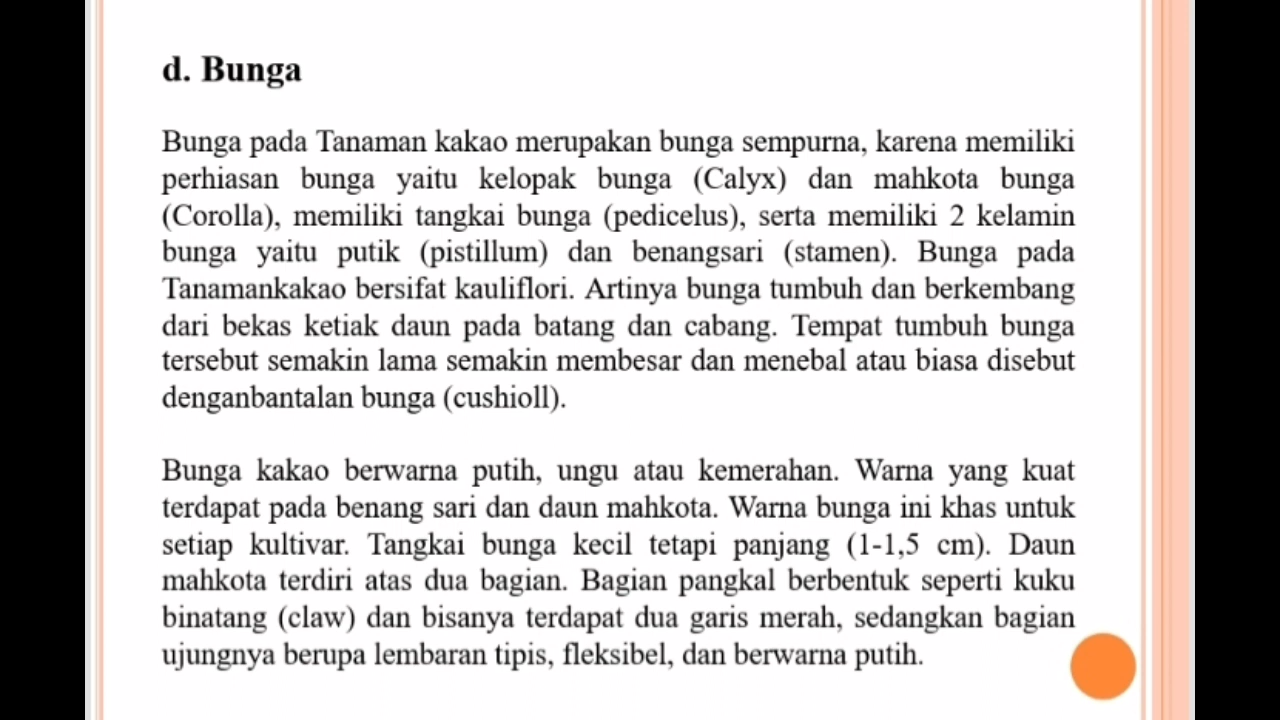 d. Bunga
Bunga pada Tanaman kakao merupakan bunga sempurna, karena memiliki
perhiasan bunga yaitu kelopak bunga (Calyx) dan mahkota bunga
(Corolla), memiliki tangkai bunga (pedicelus), serta memiliki 2 kelamin
bunga yaitu putik (pistillum) dan benangsari (stamen). Bunga pada
Tanamankakao bersifat kauliflori. Artinya bunga tumbuh dan berkembang
dari bekas ketiak daun pada batang dan cabang. Tempat tumbuh bunga
tersebut semakin lama semakin membesar dan menebal atau biasa disebut
denganbantalan bunga (cushioll).
Bunga kakao berwarna putih, ungu atau kemerahan. Warna yang kuat
terdapat pada benang sari dan daun mahkota. Warna bunga ini khas untuk
setiap kultivar. Tangkai bunga kecil tetapi panjang (1-1,5 cm). Daun
mahkota terdiri atas dua bagian. Bagian pangkal berbentuk seperti kuku
binatang (claw) dan bisanya terdapat dua garis merah, sedangkan bagian
ujungnya berupa lembaran tipis, fleksibel, dan berwarna putih.